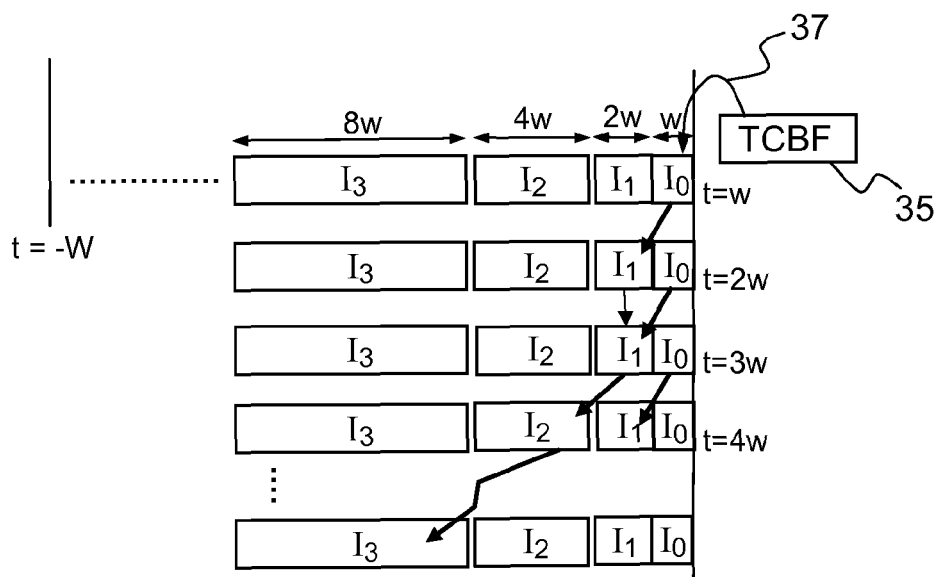 37
8w 4w 2w w
TCBF
I₃ I₂ I₁ I₀ t=w
35
t = -W
I₃ I₂ I₁ I₀ t=2w
I₃ I₂ I₁ I₀ t=3w
I₃ I₂ I₁ I₀ t=4w
I₃ I₂ I₁ I₀